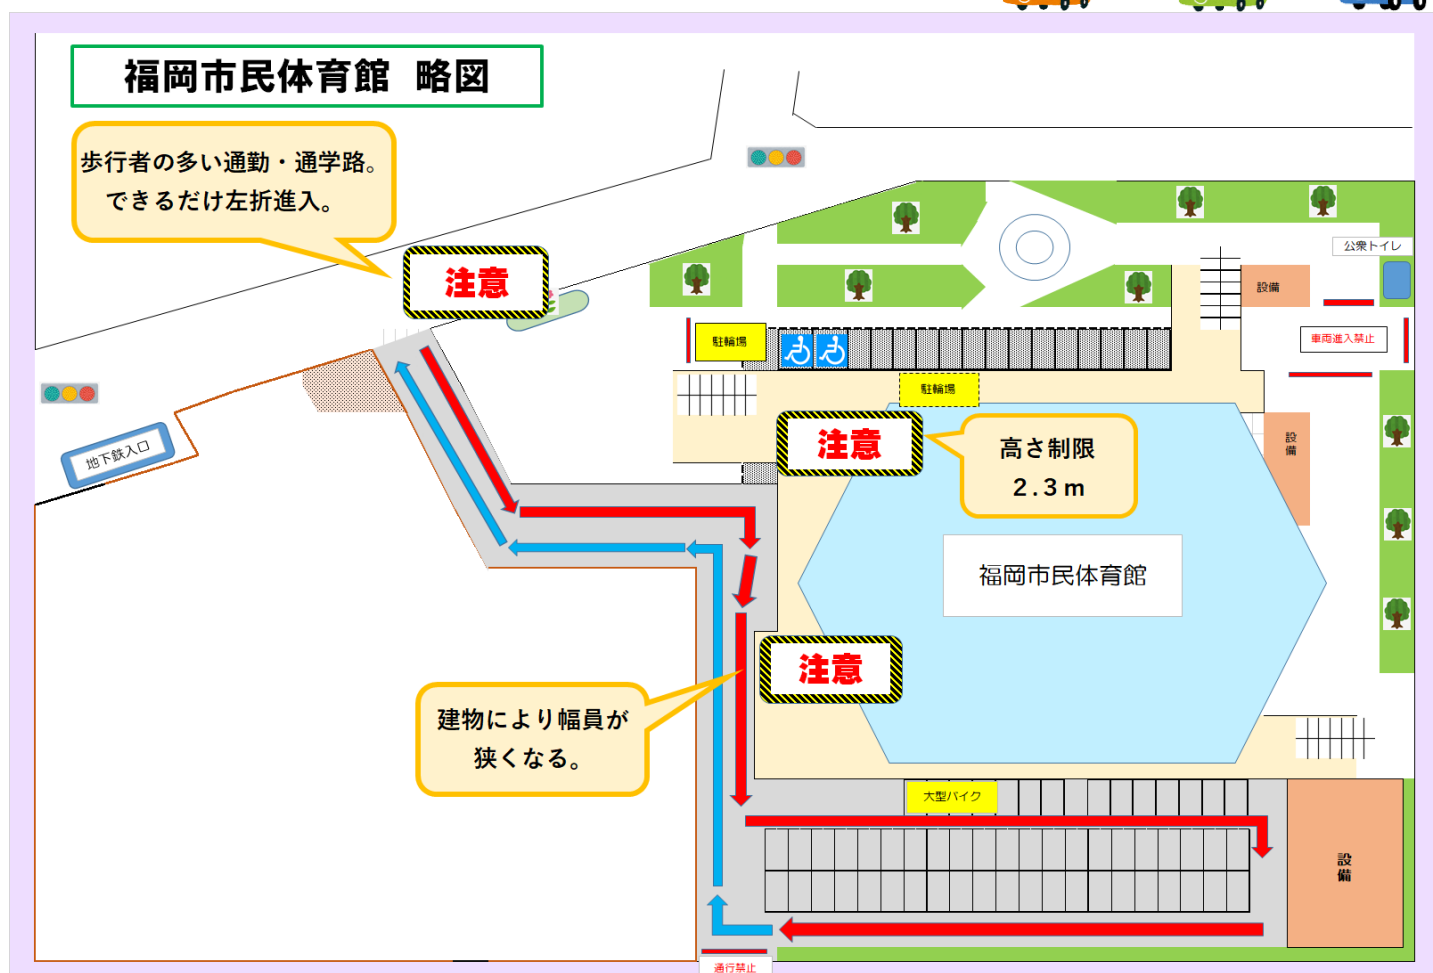 福岡市民体育館 略図
歩行者の多い通勤・通学路。
できるだけ左折進入。
注意
公衆トイレ
設備
駐輪場
車両進入禁止
駐輪場
地下鉄入口
注意
高さ制限
2.3m
設備
福岡市民体育館
注意
建物により幅員が
狭くなる。
大型バイク
設備
通行禁止